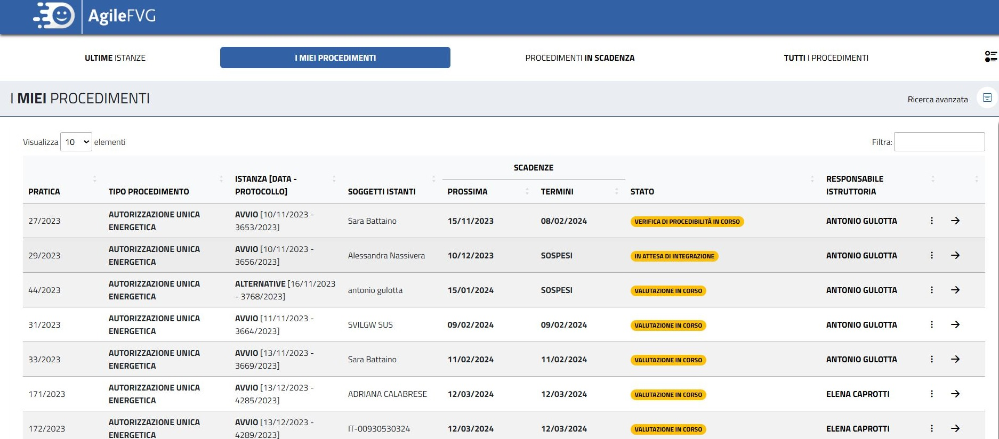 AgileFVG
ULTIME ISTANZE
I MIEI PROCEDIMENTI
PROCEDIMENTI IN SCADENZA
TUTTI I PROCEDIMENTI
I MIEI PROCEDIMENTI
Ricerca avanzata
Visualizza 10 elementi
Filtra:
SCADENZE
PRATICA
TIPO PROCEDIMENTO
ISTANZA [DATA -
PROTOCOLLO]
SOGGETTI ISTANTI
PROSSIMA
TERMINI
STATO
RESPONSABILE
ISTRUTTORIA
27/2023
AUTORIZZAZIONE UNICA
ENERGETICA
AVVIO [10/11/2023 -
3653/2023]
Sara Battaino
15/11/2023
08/02/2024
VERIFICA DI PROCEDIBILITÀ IN CORSO
ANTONIO GULOTTA
29/2023
AUTORIZZAZIONE UNICA
ENERGETICA
AVVIO [10/11/2023 -
3656/2023]
Alessandra Nassivera
10/12/2023
SOSPESI
IN ATTESA DI INTEGRAZIONE
ANTONIO GULOTTA
44/2023
AUTORIZZAZIONE UNICA
ENERGETICA
ALTERNATIVE [16/11/2023
- 3768/2023]
antonio gulotta
15/01/2024
SOSPESI
VALUTAZIONE IN CORSO
ANTONIO GULOTTA
31/2023
AUTORIZZAZIONE UNICA
ENERGETICA
AVVIO [11/11/2023 -
3664/2023]
SVILGW SUS
09/02/2024
09/02/2024
VALUTAZIONE IN CORSO
ANTONIO GULOTTA
33/2023
AUTORIZZAZIONE UNICA
ENERGETICA
AVVIO [13/11/2023 -
3669/2023]
Sara Battaino
11/02/2024
11/02/2024
VALUTAZIONE IN CORSO
ANTONIO GULOTTA
171/2023
AUTORIZZAZIONE UNICA
ENERGETICA
AVVIO [13/12/2023 -
4285/2023]
ADRIANA CALABRESE
12/03/2024
12/03/2024
VALUTAZIONE IN CORSO
ELENA CAPROTTI
172/2023
AUTORIZZAZIONE UNICA
ENERGETICA
AVVIO [13/12/2023 -
4289/2023]
IT-00930530324
12/03/2024
12/03/2024
VALUTAZIONE IN CORSO
ELENA CAPROTTI